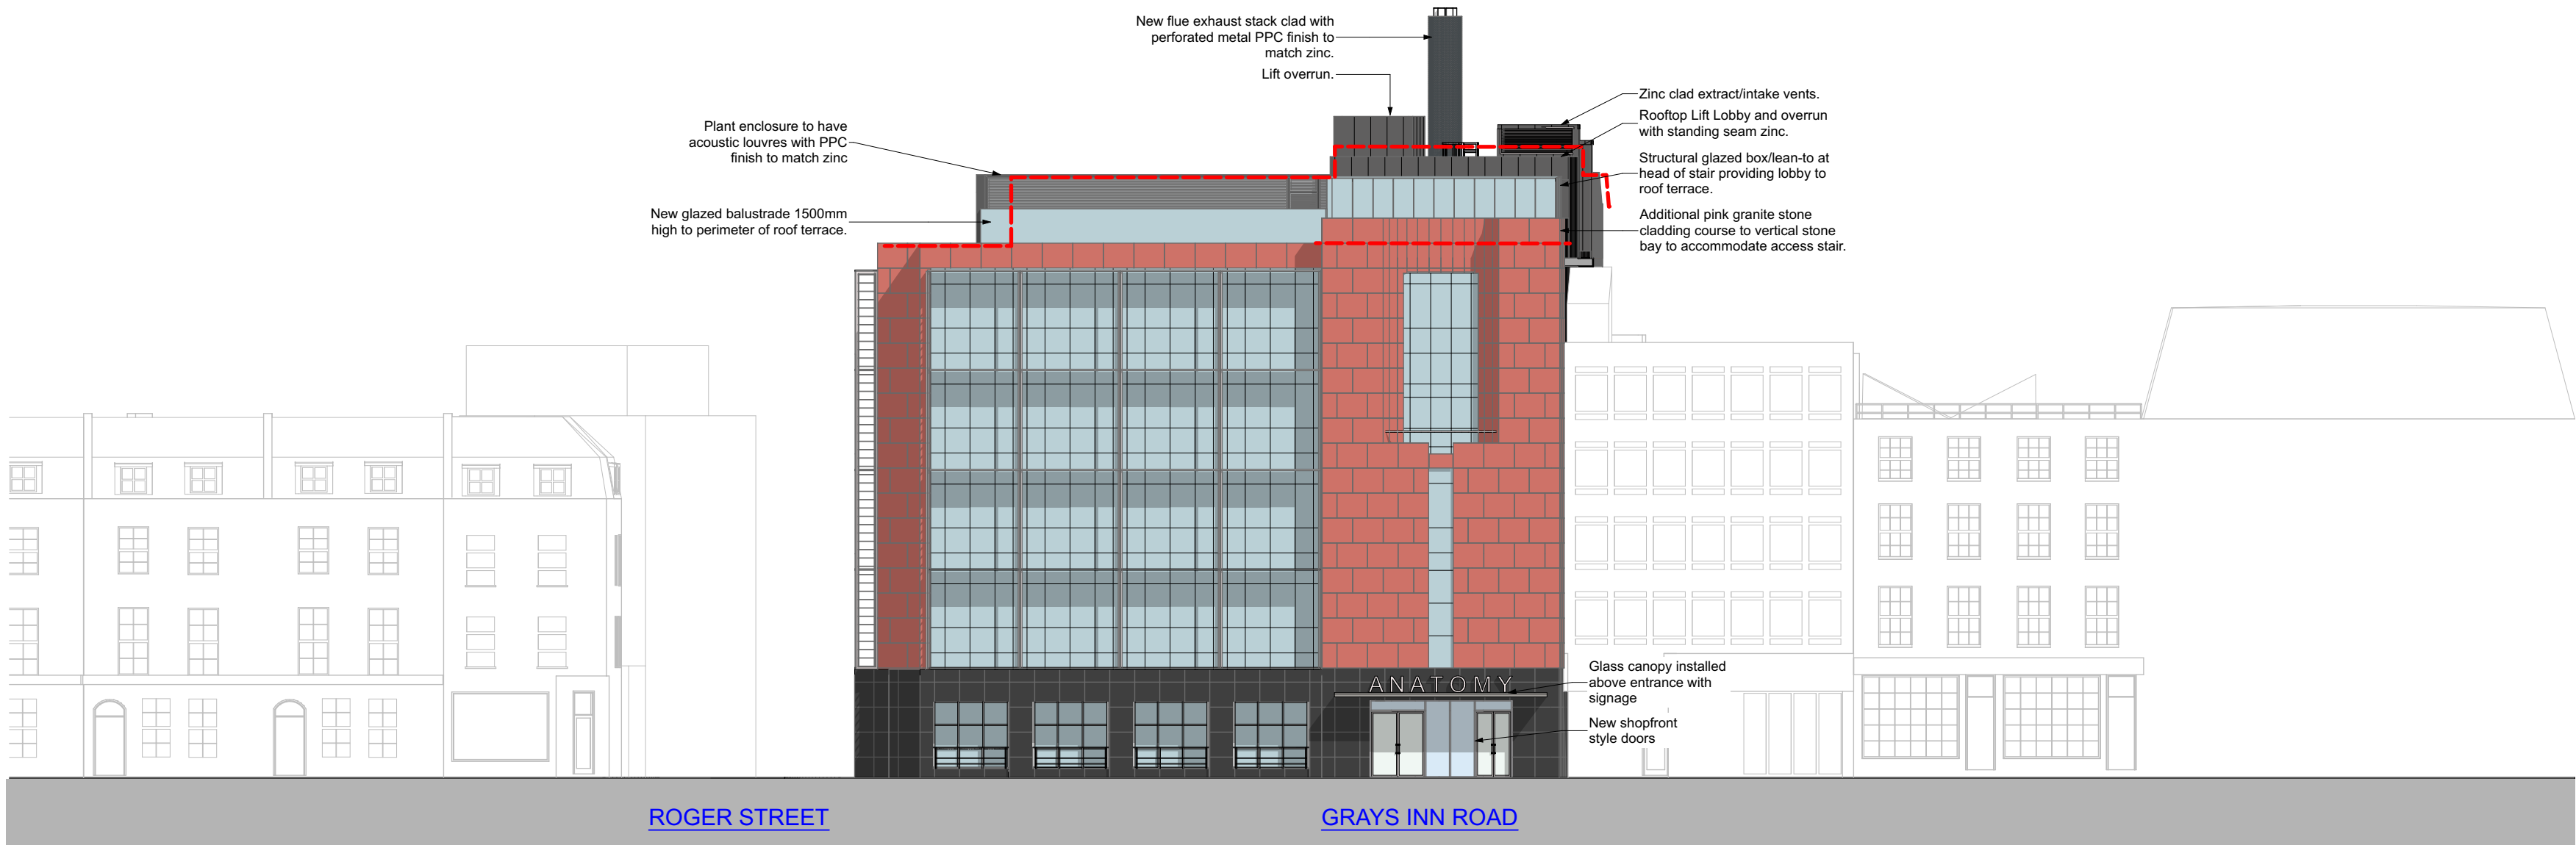 New flue exhaust stack clad with
perforated metal PPC finish to
match zinc.
Lift overrun.
Zinc clad extract/intake vents.
Rooftop Lift Lobby and overrun
with standing seam zinc.
Plant enclosure to have
acoustic louvres with PPC
finish to match zinc
Structural glazed box/lean-to at
head of stair providing lobby to
roof terrace.
New glazed balustrade 1500mm
high to perimeter of roof terrace.
Additional pink granite stone
cladding course to vertical stone
bay to accommodate access stair.
Glass canopy installed
above entrance with
signage
ANATOMY
New shopfront
style doors
ROGER STREET
GRAYS INN ROAD